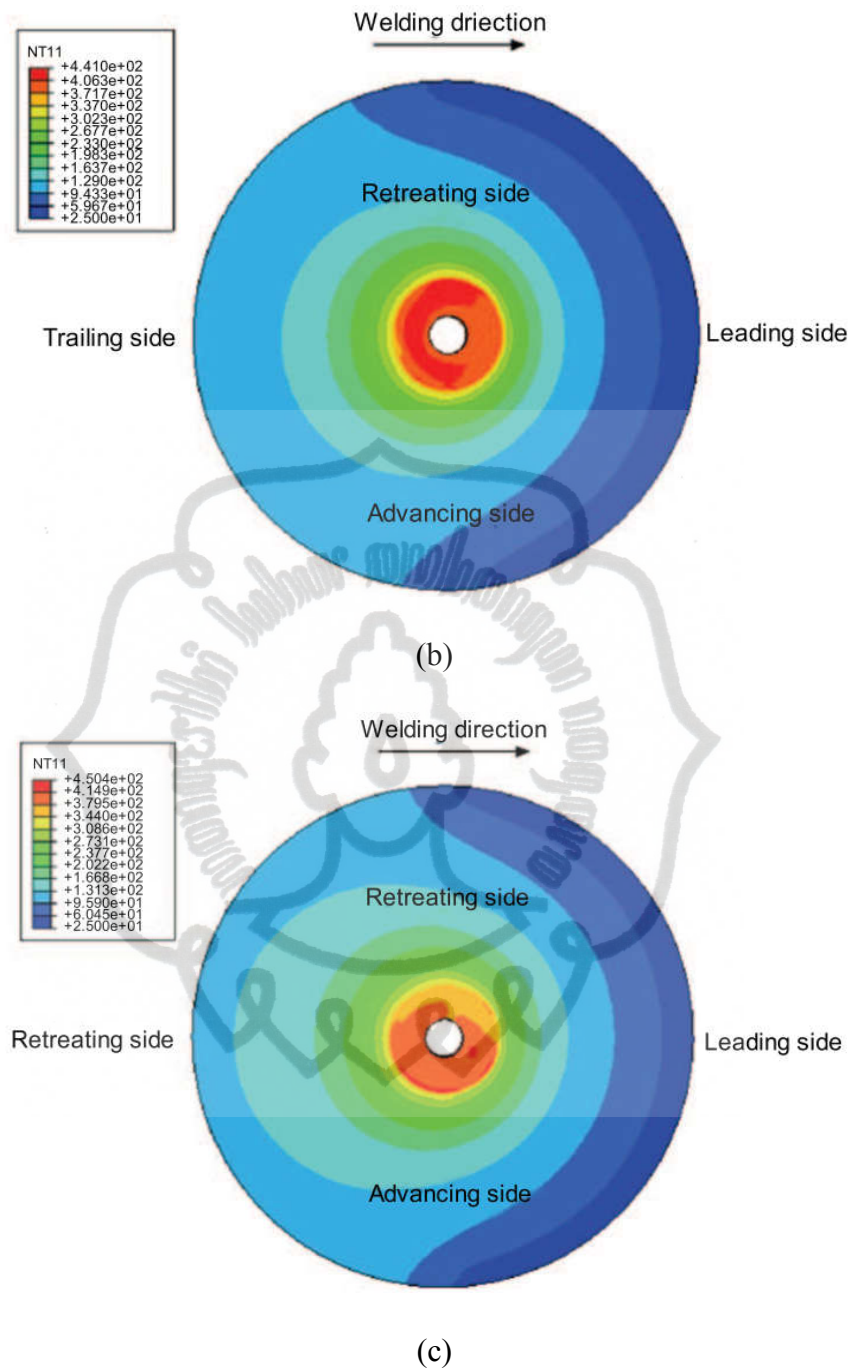 Welding driection
NT11
+4.410e+02
+4.063e+02
+3.717e+02
+3.370e+02
+3.023e+02
+2.677e+02
+2.330e+02
+1.983e+02
+1.637e+02
+1.290e+02
+9.433e+01
+5.967e+01
+2.500e+01
Retreating side
Trailing side
Leading side
Advancing side
(b)
Welding direction
NT11
+4.504e+02
+4.149e+02
+3.795e+02
+3.440e+02
+3.086e+02
+2.731e+02
+2.377e+02
+2.022e+02
+1.668e+02
+1.313e+02
+9.590e+01
+6.045e+01
+2.500e+01
Retreating side
Retreating side
Leading side
Advancing side
(c)